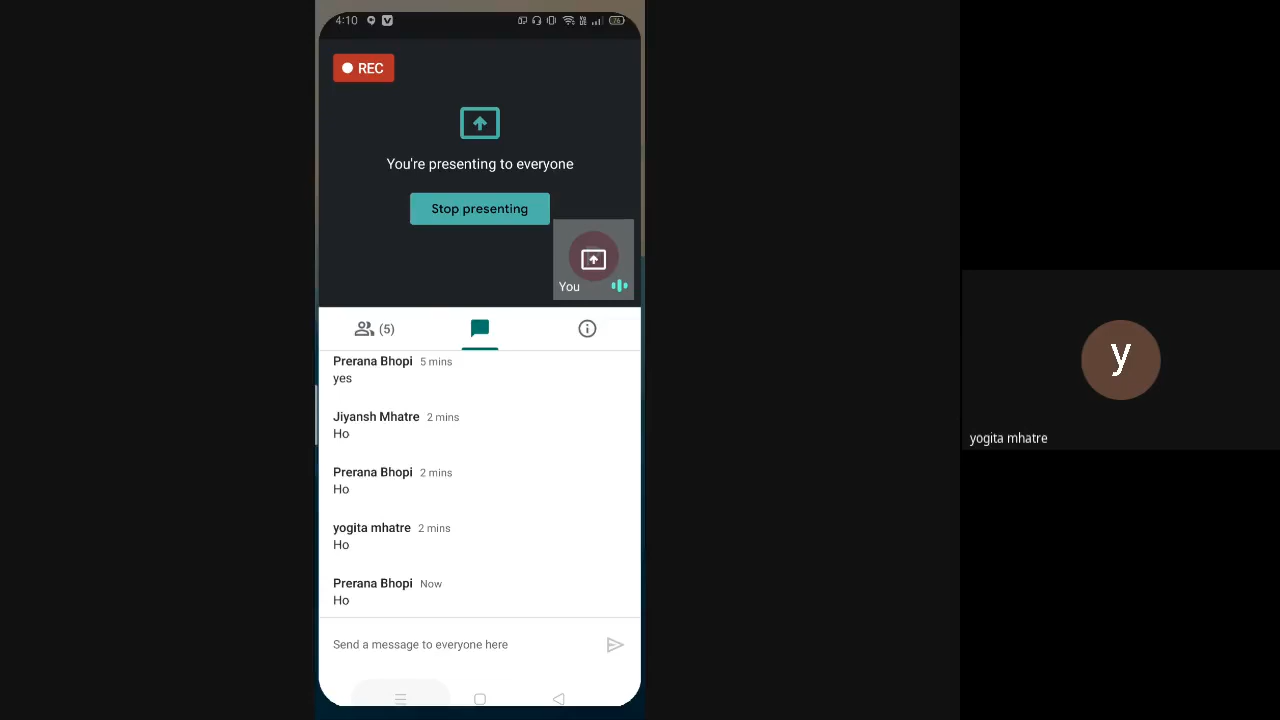 4:10
76
REC
You're presenting to everyone
Stop presenting
You
(5)
Prerana Bhopi 5 mins
yes
Jiyansh Mhatre 2 mins
Ho
Prerana Bhopi 2 mins
Ho
yogita mhatre 2 mins
Ho
Prerana Bhopi Now
Ho
Send a message to everyone here
y
yogita mhatre